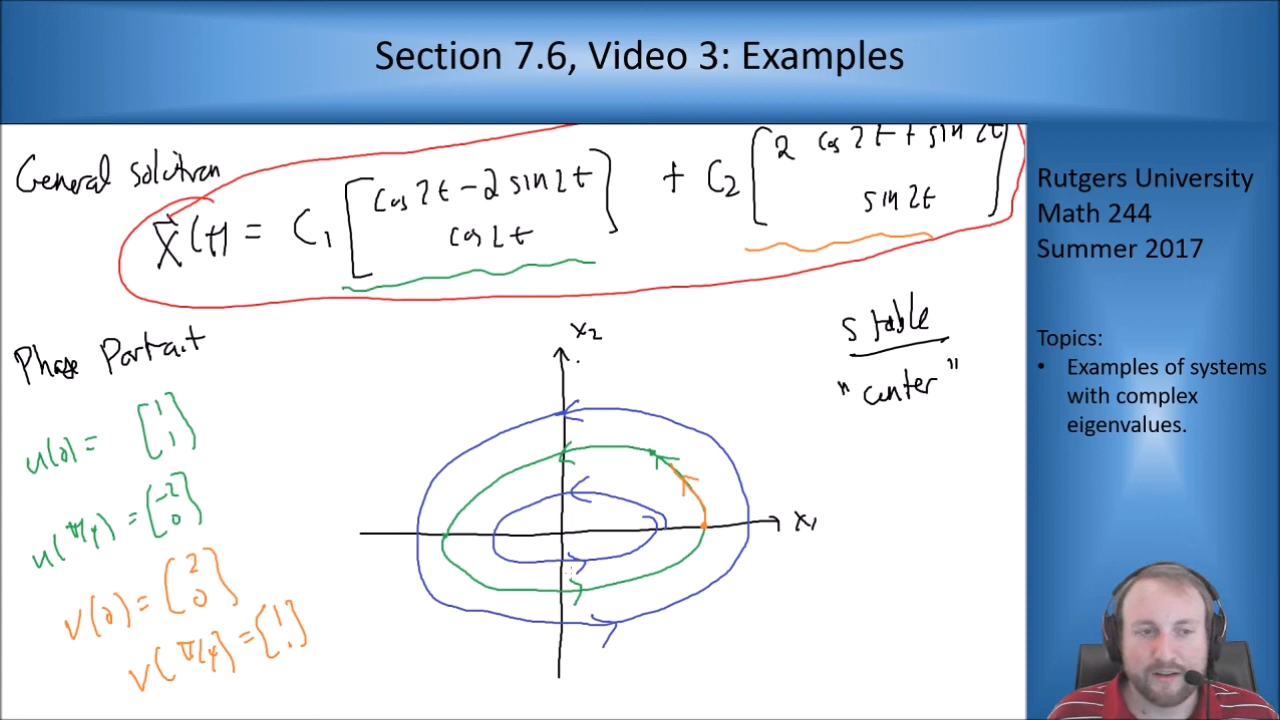 Section 7.6, Video 3: Examples
General solution
x(t) = C1 [cos 2t - 2 sin 2t
cos 2t] + C2 [2 cos 2t + sin 2t
sin 2t]
Phase Portrait
u(0) = [1
1]
u(π/4) = [-2
0]
v(0) = [2
0]
v(π/4) = [1
1]
x2
x1
stable
"center"
Rutgers University
Math 244
Summer 2017
Topics:
• Examples of systems
with complex
eigenvalues.